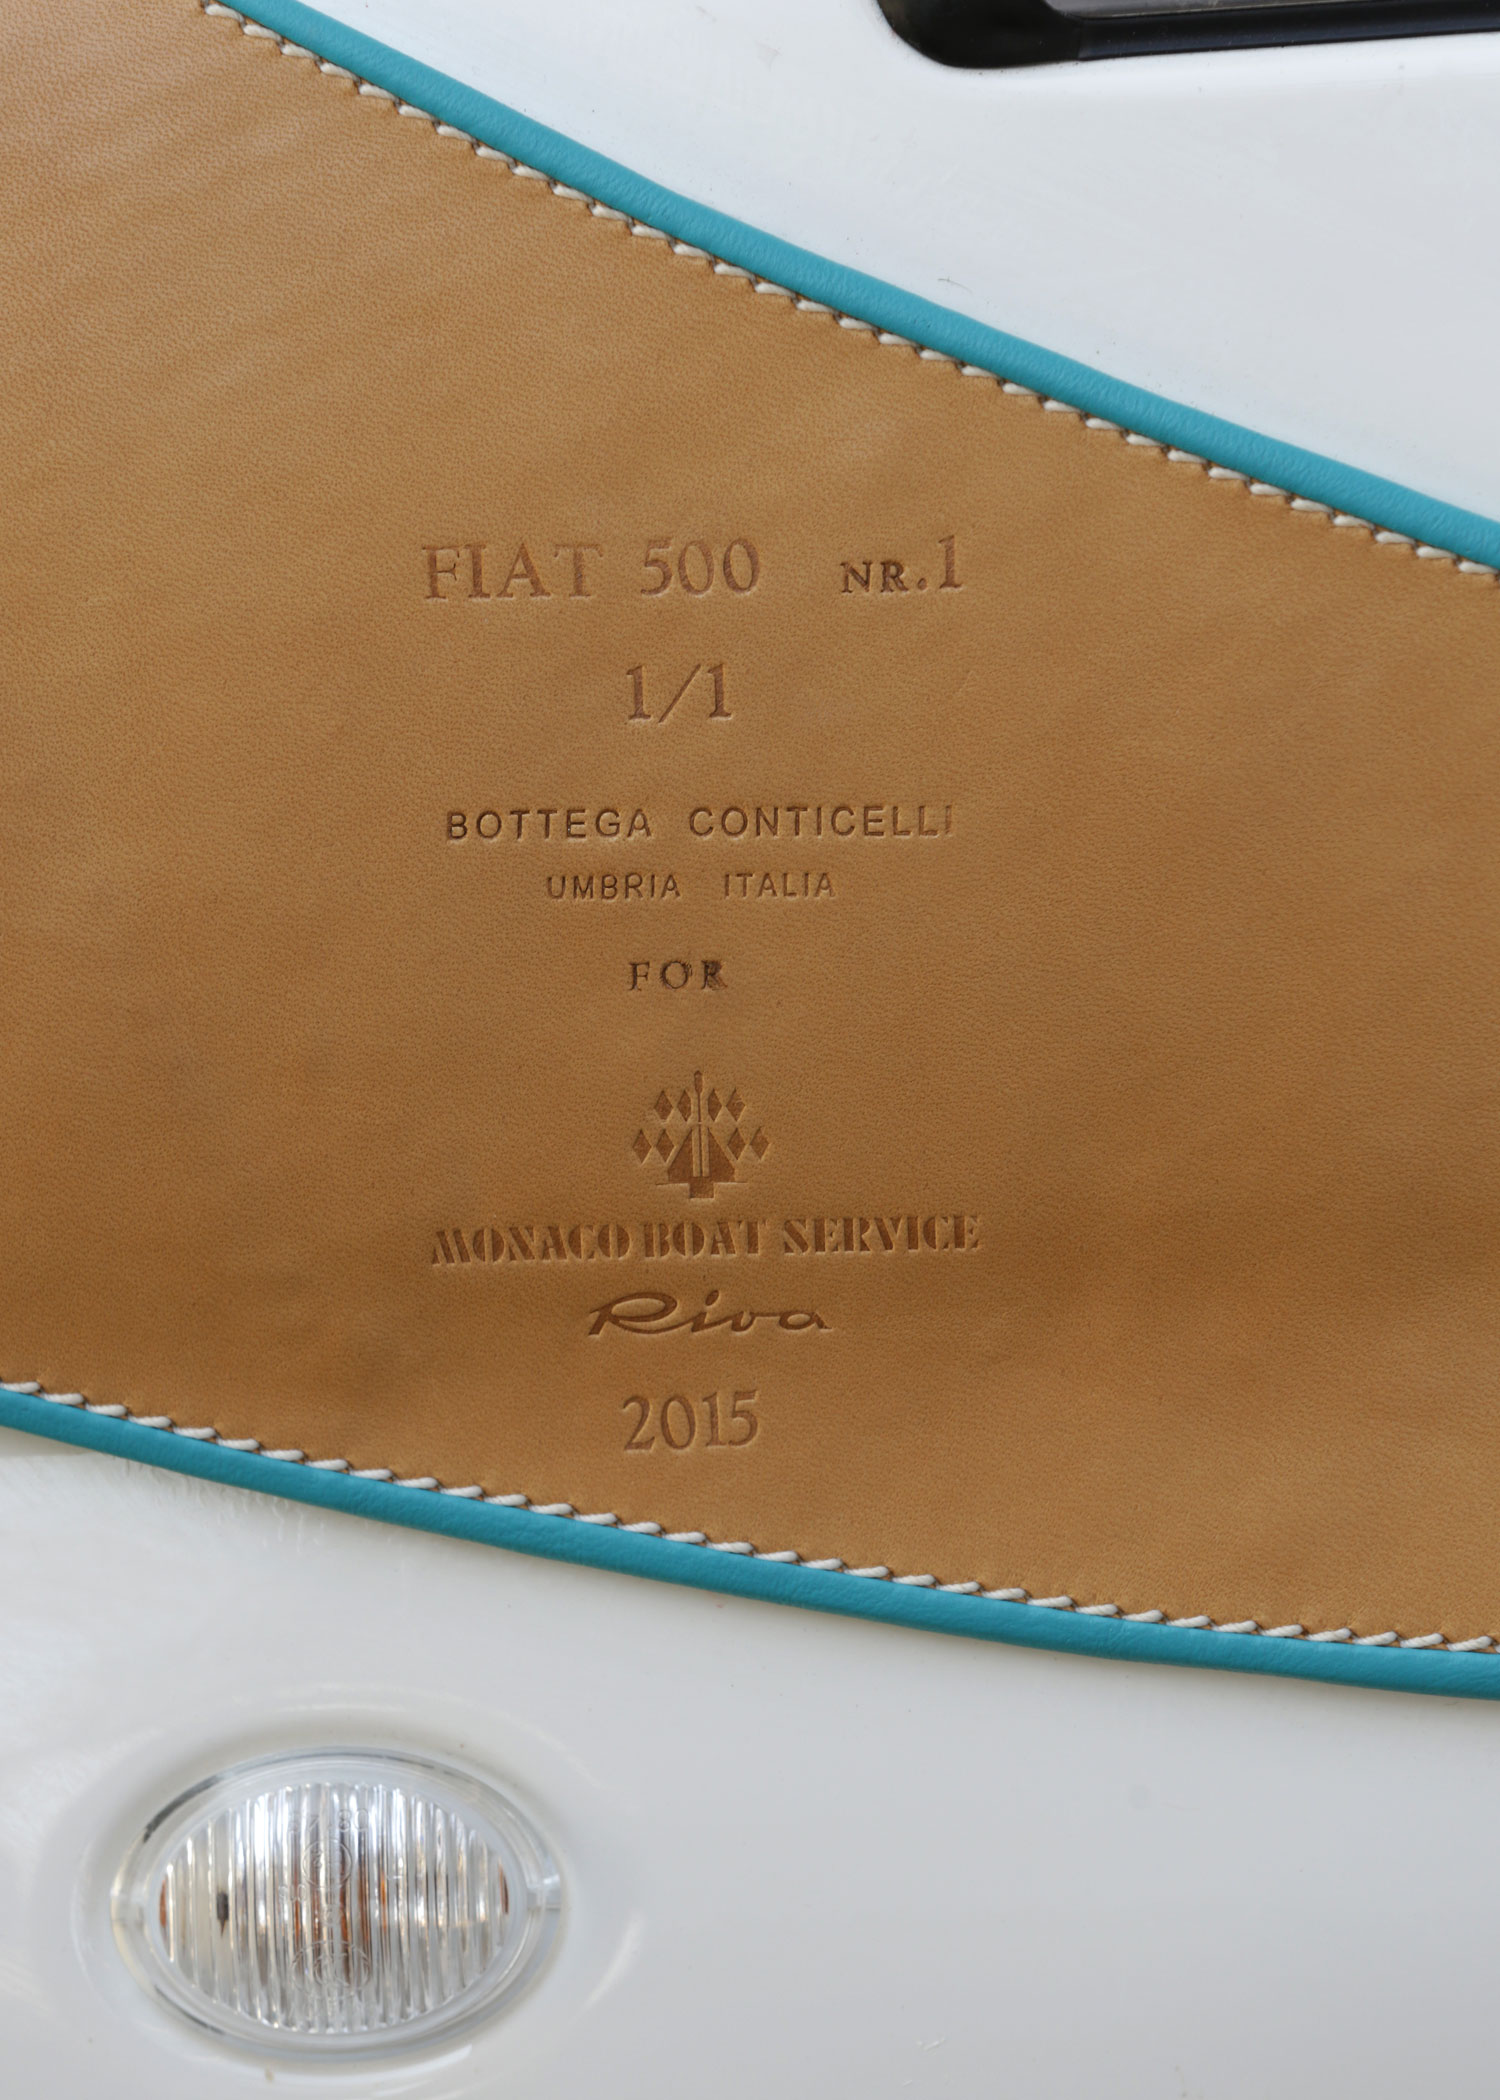 FIAT 500 NR.1
1/1
BOTTEGA CONTICELLI
UMBRIA ITALIA
FOR
MONACO BOAT SERVICE
Riva
2015